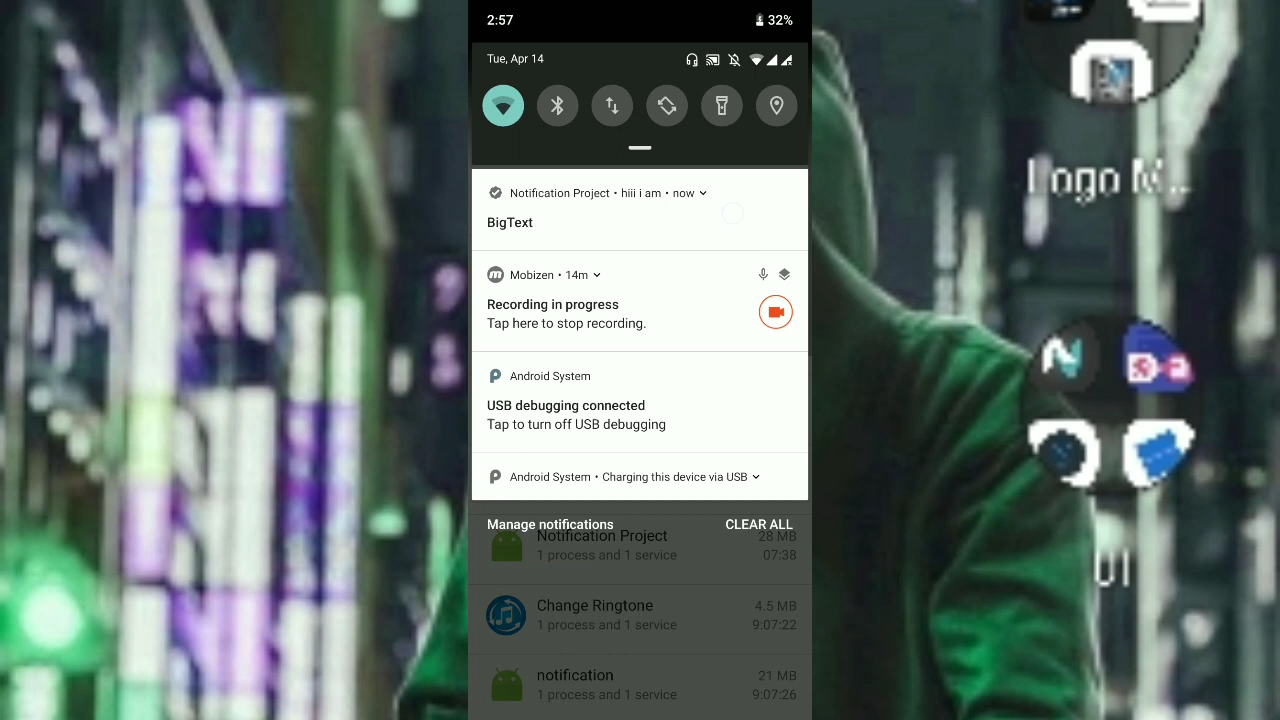 2:57
32%
Tue, Apr 14
Notification Project • hiii i am • now
BigText
Mobizen • 14m
Recording in progress
Tap here to stop recording.
Android System
USB debugging connected
Tap to turn off USB debugging
Android System • Charging this device via USB
Manage notifications
CLEAR ALL
Notification Project
28 MB
1 process and 1 service
07:38
Change Ringtone
4.5 MB
1 process and 1 service
9:07:22
notification
21 MB
1 process and 1 service
9:07:26
Logo M...
UI